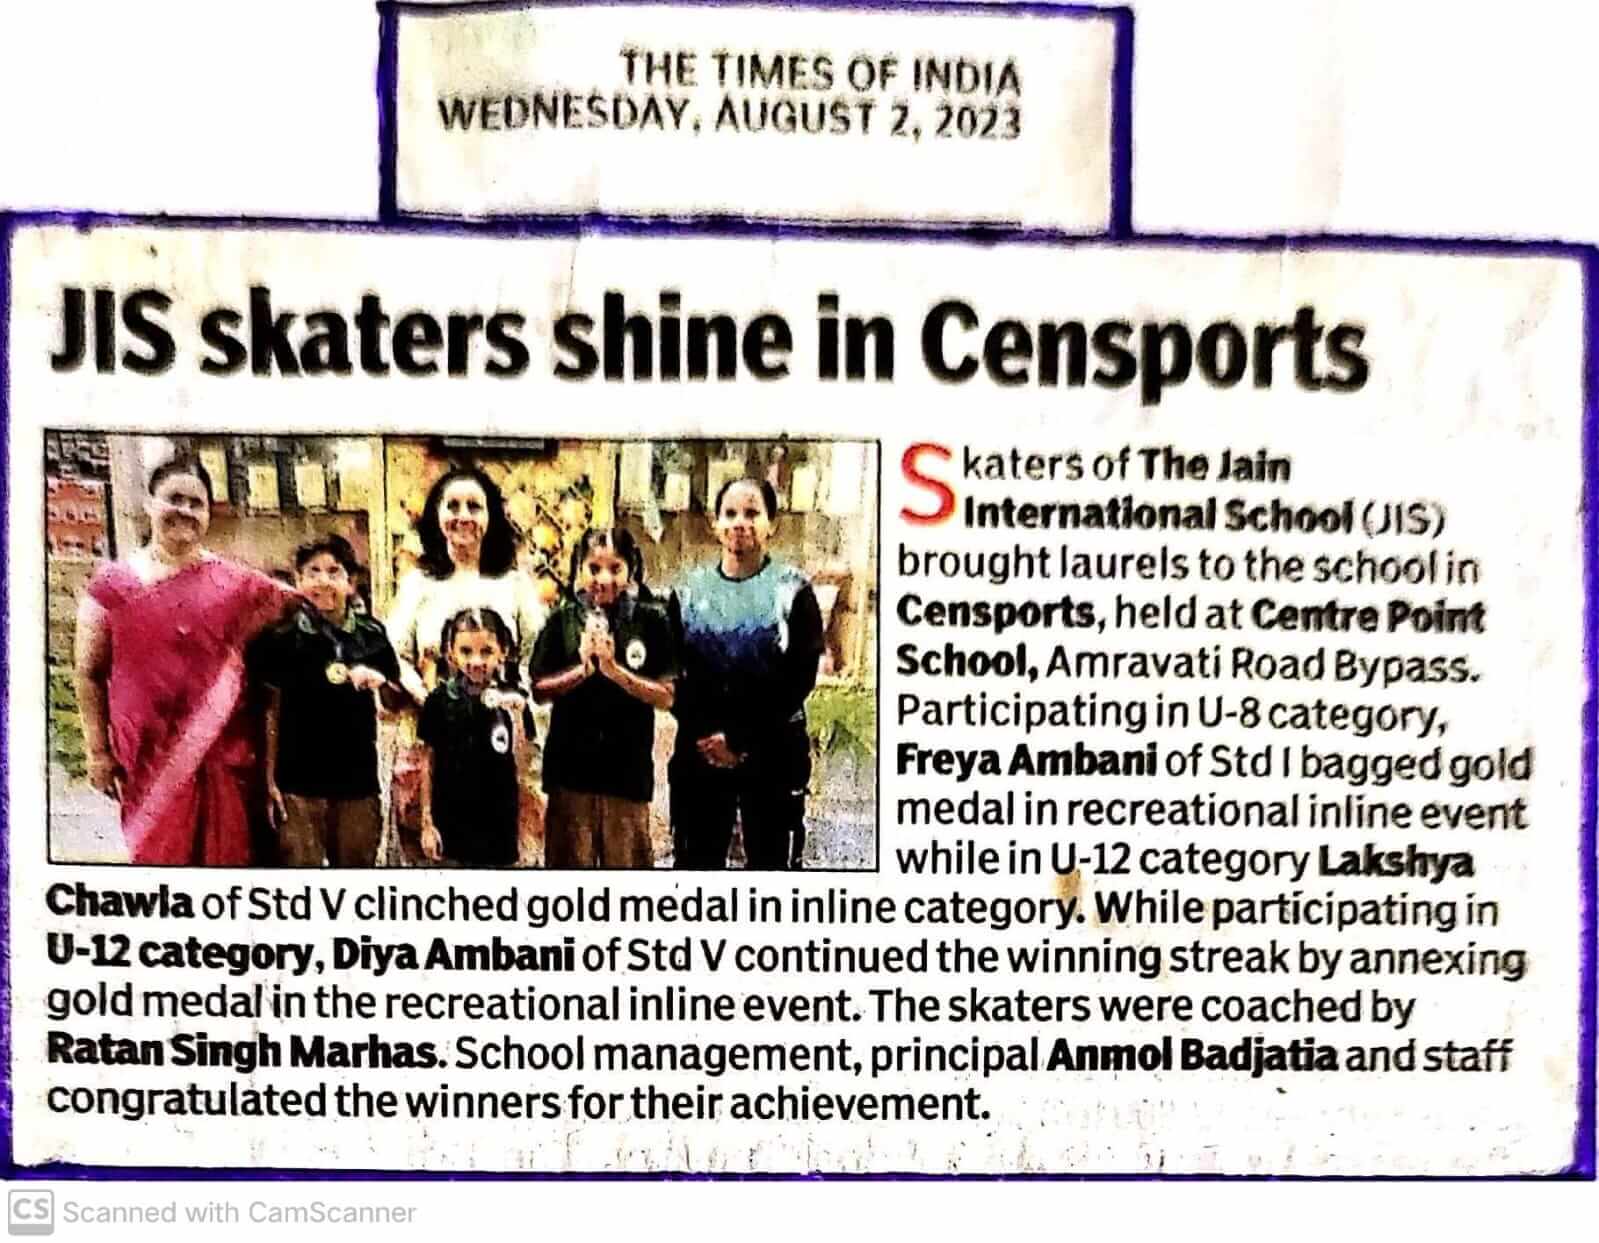 THE TIMES OF INDIA
WEDNESDAY, AUGUST 2, 2023
JIS skaters shine in Censports
Skaters of The Jain
International School (JIS)
brought laurels to the school in
Censports, held at Centre Point
School, Amravati Road Bypass.
Participating in U-8 category,
Freya Ambani of Std I bagged gold
medal in recreational inline event
while in U-12 category Lakshya
Chawla of Std V clinched gold medal in inline category. While participating in
U-12 category, Diya Ambani of Std V continued the winning streak by annexing
gold medal in the recreational inline event. The skaters were coached by
Ratan Singh Marhas. School management, principal Anmol Badjatia and staff
congratulated the winners for their achievement.
CS Scanned with CamScanner